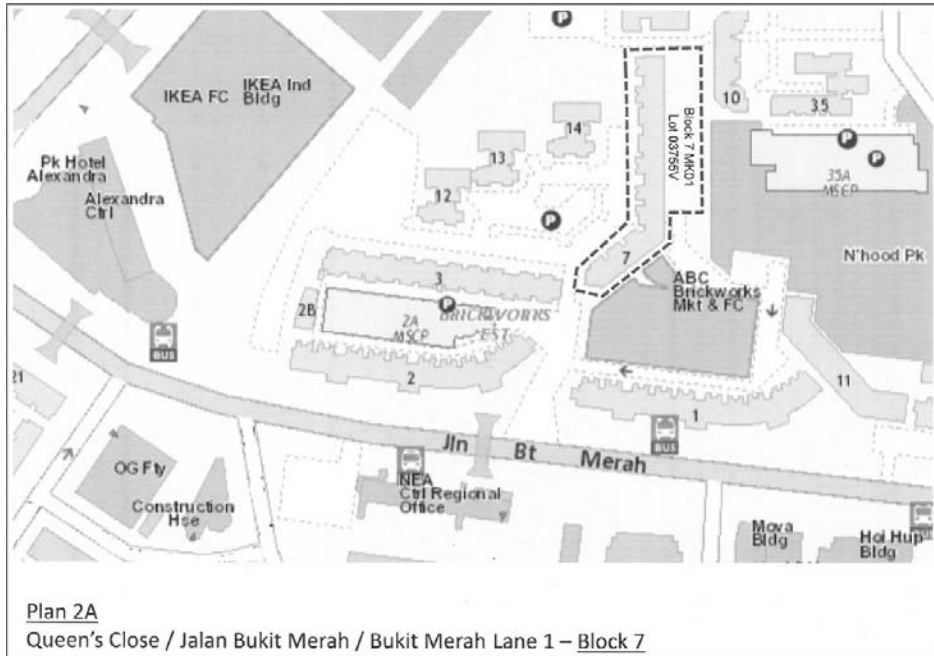 P
IKEA FC
IKEA Ind
Bldg
10
35
14
13
12
P
P
P
35A
MSCP
Block 7 MK01
Lot 03755V
Pk Hotel
Alexandra
Alexandra
Ctrl
P
7
N'hood Pk
ABC
Brickworks
Mkt & FC
3
P
2B
2A
MSCP
BRICKWORKS
EST
BUS
2
21
1
11
BUS
Jln Bt Merah
OG Fty
NEA
Ctrl Regional
Office
Construction
Hse
Mova
Bldg
Hoi Hup
Bldg
Plan 2A
Queen's Close / Jalan Bukit Merah / Bukit Merah Lane 1 – Block 7